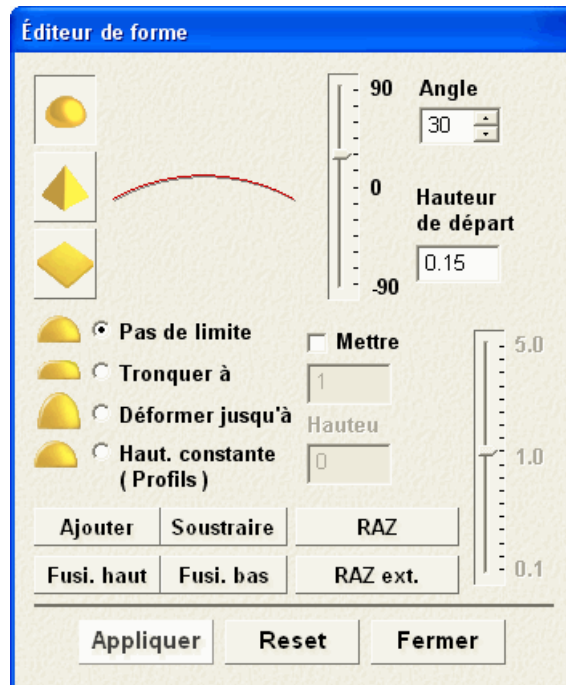 Éditeur de forme
90
Angle
30
0
Hauteur
de départ
0.15
-90
Pas de limite
Tronquer à
Déformer jusqu'à
Haut. constante
( Profils )
Mettre
1
Hauteu
0
5.0
1.0
0.1
Ajouter
Soustraire
RAZ
Fusi. haut
Fusi. bas
RAZ ext.
Appliquer
Reset
Fermer